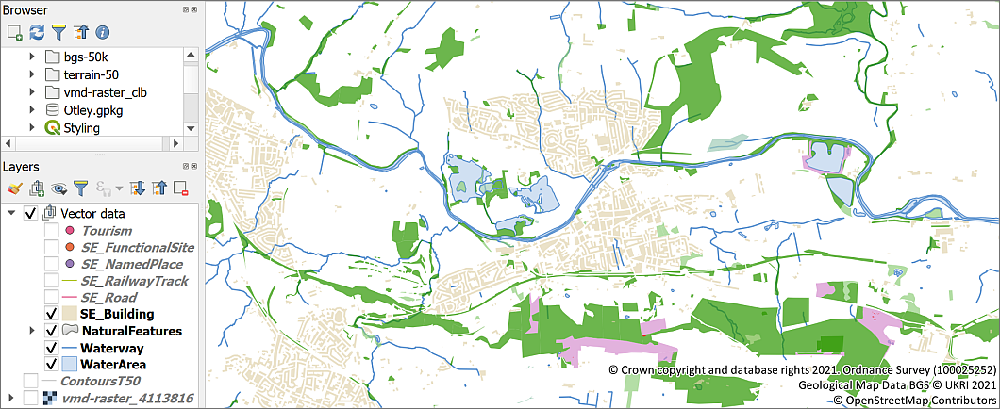 Browser
bgs-50k
terrain-50
vmd-raster_clb
Otley.gpkg
Styling
Layers
Vector data
Tourism
SE_FunctionalSite
SE_NamedPlace
SE_RailwayTrack
SE_Road
SE_Building
NaturalFeatures
Waterway
WaterArea
ContoursT50
vmd-raster_4113816
© Crown copyright and database rights 2021. Ordnance Survey (100025252)
Geological Map Data BGS © UKRI 2021
© OpenStreetMap Contributors